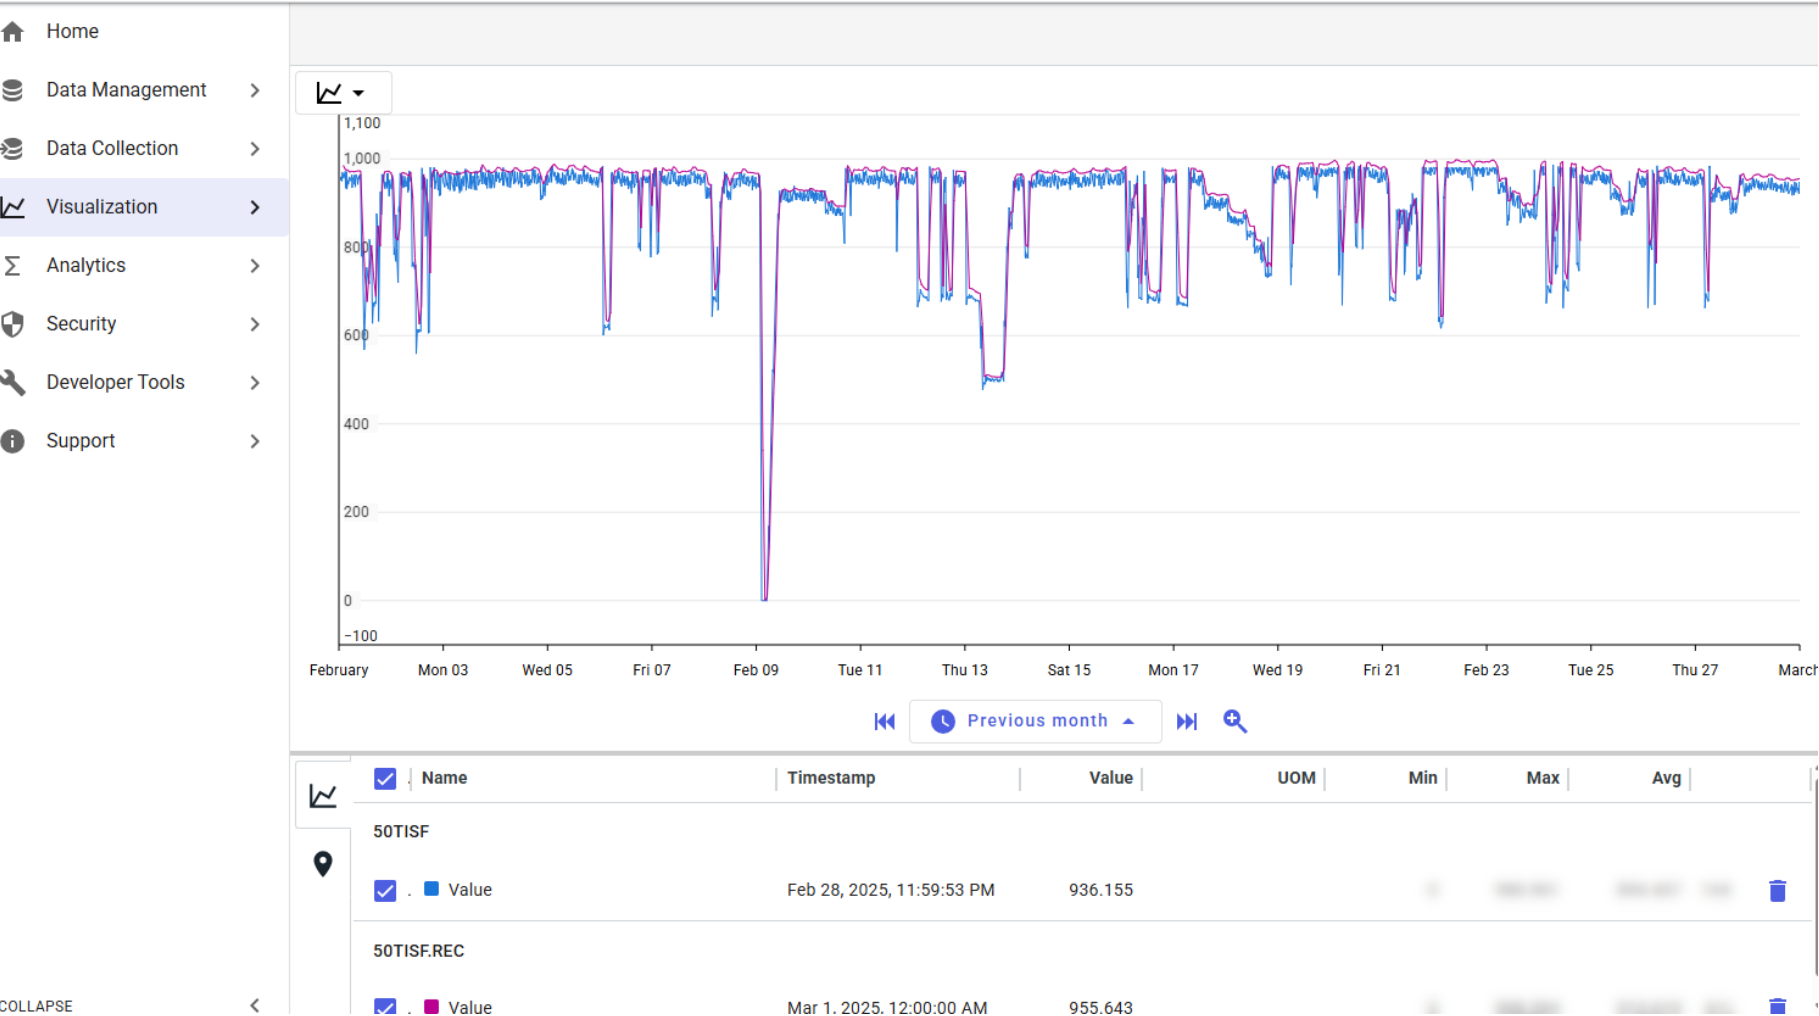 Home
Data Management
Data Collection
Visualization
Analytics
Security
Developer Tools
Support
COLLAPSE
1,100
1,000
800
600
400
200
0
−100
February Mon 03 Wed 05 Fri 07 Feb 09 Tue 11 Thu 13 Sat 15 Mon 17 Wed 19 Fri 21 Feb 23 Tue 25 Thu 27 March
Previous month
. Name Timestamp Value UOM Min Max Avg
50TISF
. Value Feb 28, 2025, 11:59:53 PM 936.155
50TISF.REC
. Value Mar 1, 2025, 12:00:00 AM 955.643